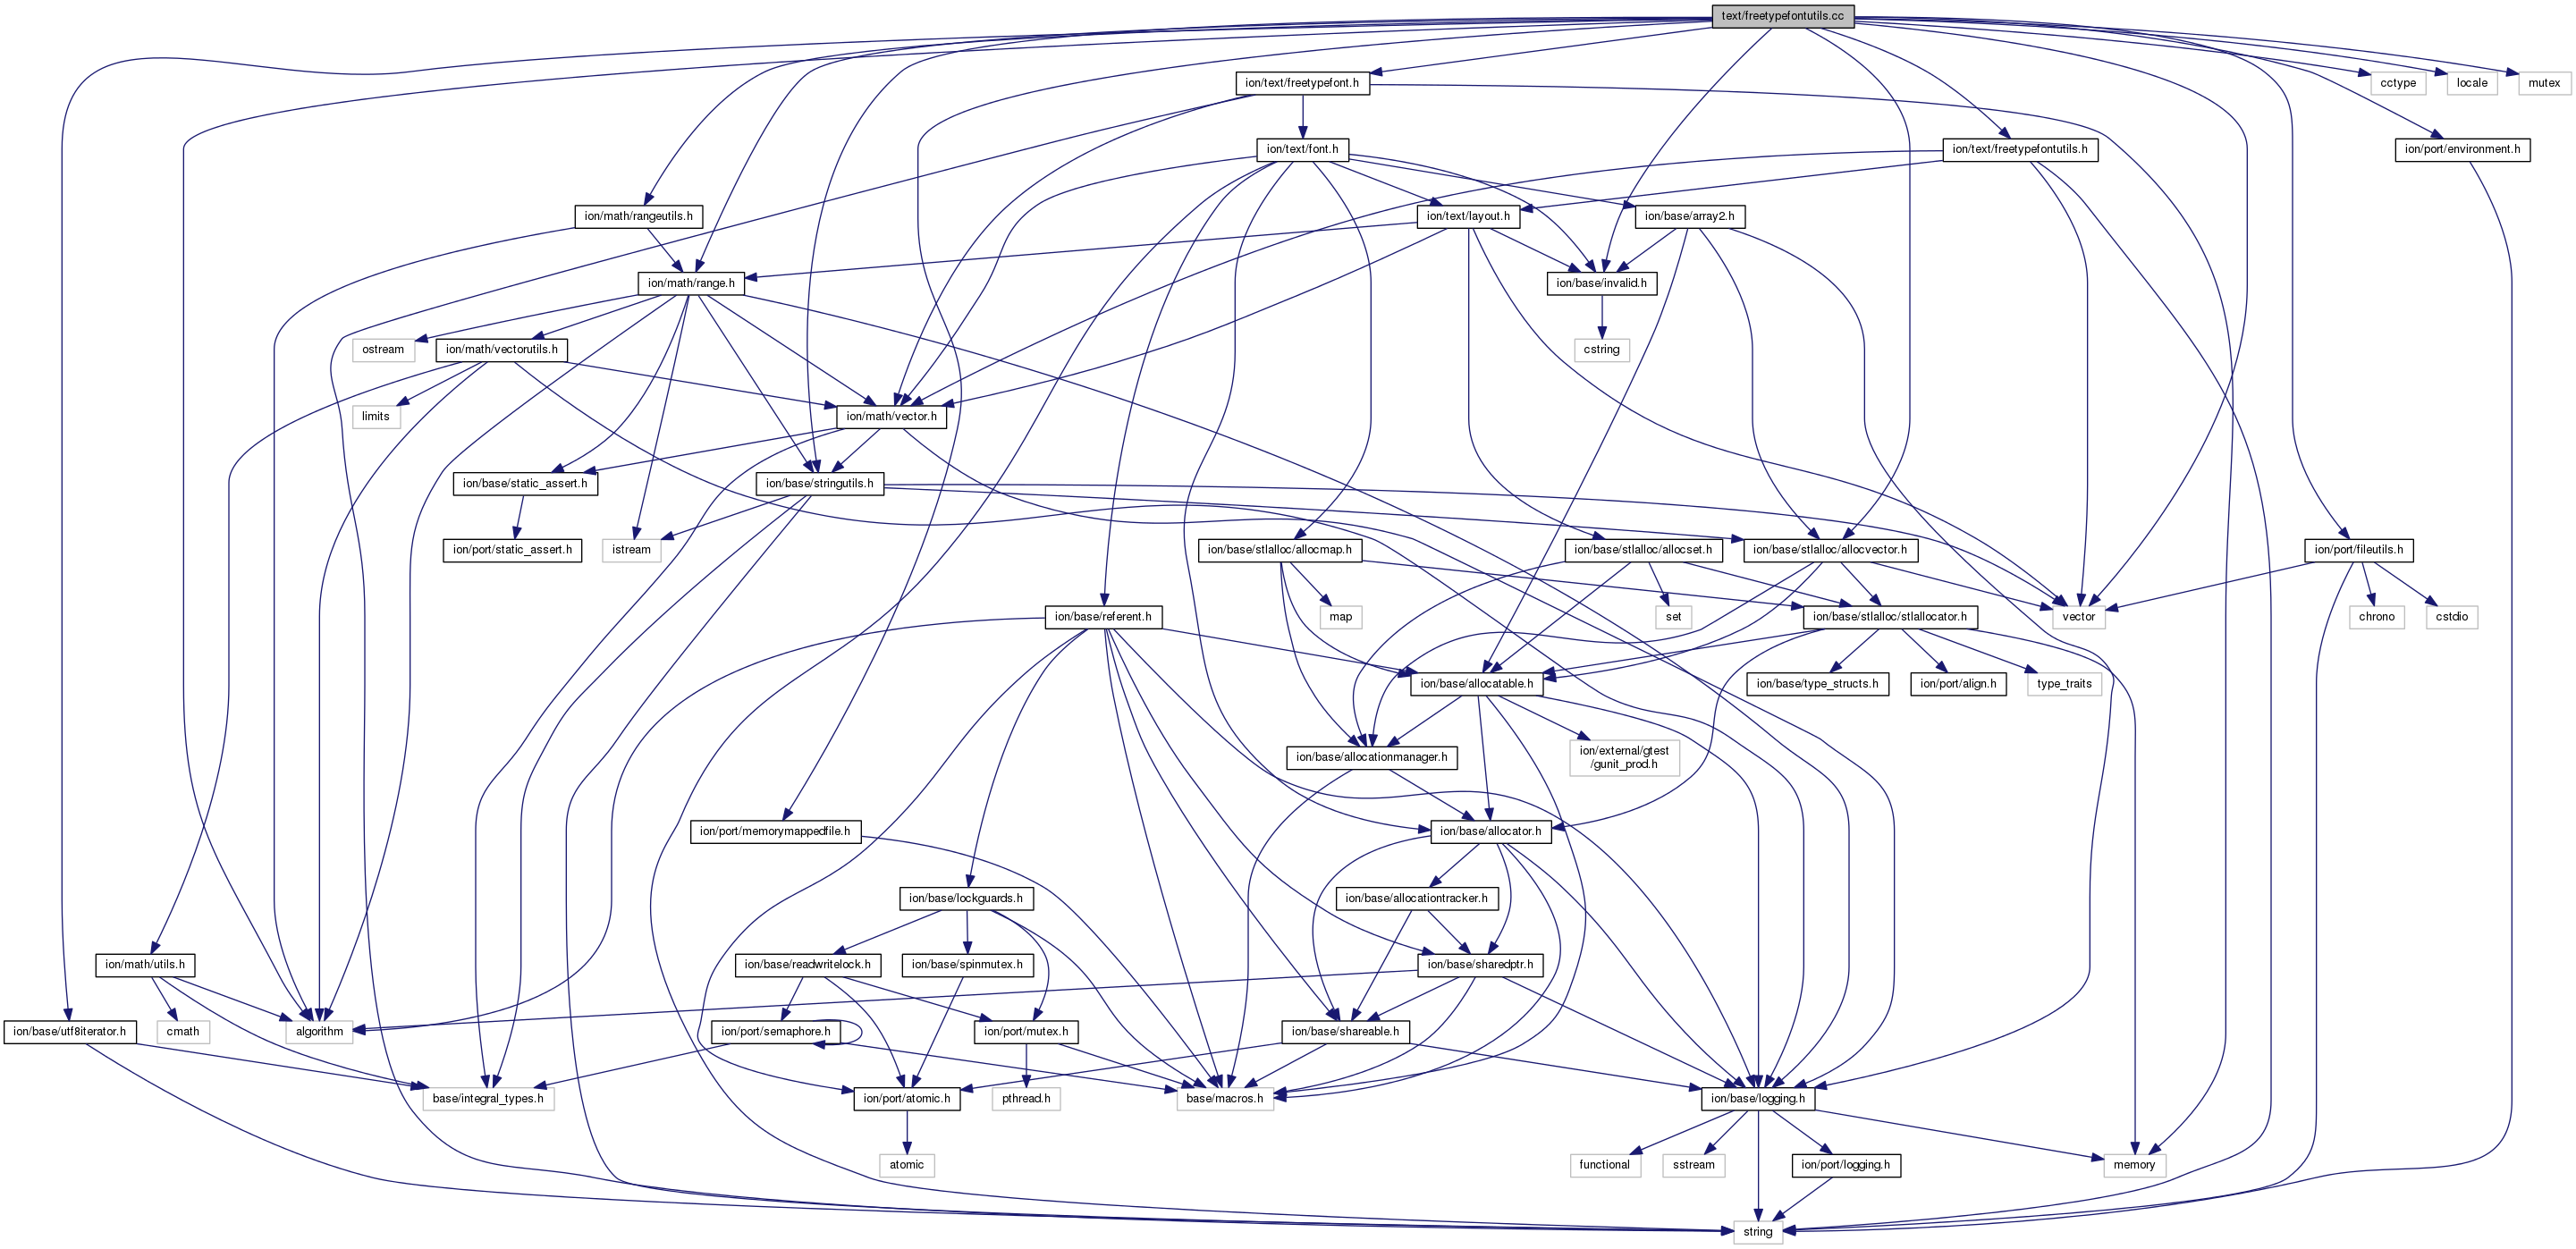 text/freetypefontutils.cc
ion/text/freetypefont.h
cctype
locale
mutex
ion/text/font.h
ion/text/freetypefontutils.h
ion/port/environment.h
ion/math/rangeutils.h
ion/text/layout.h
ion/base/array2.h
ion/math/range.h
ion/base/invalid.h
ostream
ion/math/vectorutils.h
cstring
limits
ion/math/vector.h
ion/base/static_assert.h
ion/base/stringutils.h
ion/port/static_assert.h
istream
ion/base/stlalloc/allocmap.h
ion/base/stlalloc/allocset.h
ion/base/stlalloc/allocvector.h
ion/port/fileutils.h
ion/base/referent.h
map
set
ion/base/stlalloc/stlallocator.h
vector
chrono
cstdio
ion/base/allocatable.h
ion/base/type_structs.h
ion/port/align.h
type_traits
ion/base/allocationmanager.h
ion/external/gtest
/gunit_prod.h
ion/port/memorymappedfile.h
ion/base/allocator.h
ion/base/lockguards.h
ion/base/allocationtracker.h
ion/math/utils.h
ion/base/readwritelock.h
ion/base/spinmutex.h
ion/base/sharedptr.h
ion/base/utf8iterator.h
cmath
algorithm
ion/port/semaphore.h
ion/port/mutex.h
ion/base/shareable.h
base/integral_types.h
ion/port/atomic.h
pthread.h
base/macros.h
ion/base/logging.h
atomic
functional
sstream
ion/port/logging.h
memory
string